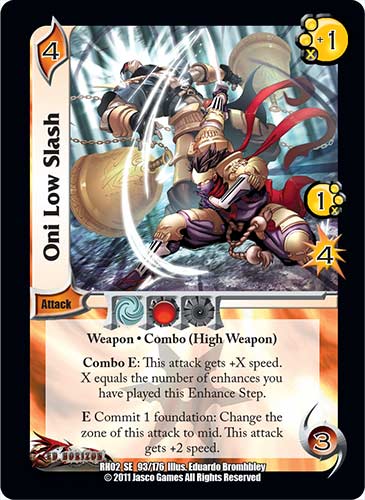 4
+1
Oni Low Slash
1
4
Attack
Weapon • Combo (High Weapon)
Combo E: This attack gets +X speed.
X equals the number of enhances you
have played this Enhance Step.
E Commit 1 foundation: Change the
zone of this attack to mid. This attack
gets +2 speed.
RED HORIZON
3
RH02 SE 93/176 Illus. Eduardo Bromhbley
© 2011 Jasco Games All Rights Reserved